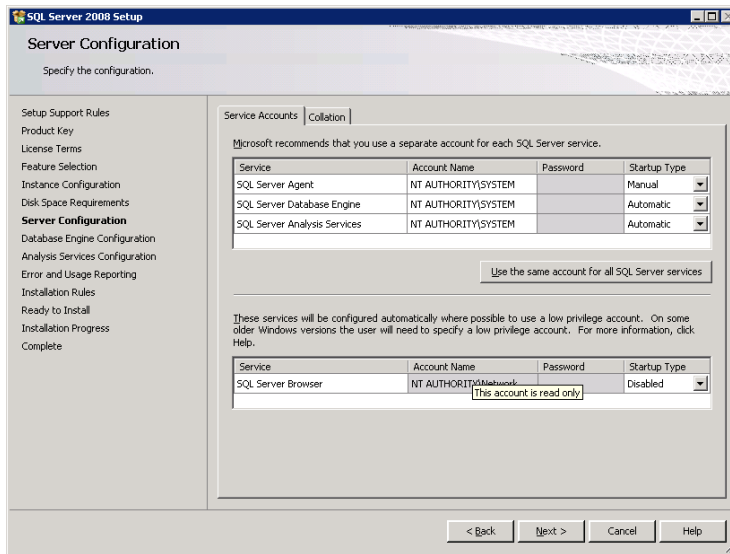 SQL Server 2008 Setup
Server Configuration
Specify the configuration.
Setup Support Rules
Product Key
License Terms
Feature Selection
Instance Configuration
Disk Space Requirements
Server Configuration
Database Engine Configuration
Analysis Services Configuration
Error and Usage Reporting
Installation Rules
Ready to Install
Installation Progress
Complete
Service Accounts Collation
Microsoft recommends that you use a separate account for each SQL Server service.
Service Account Name Password Startup Type
SQL Server Agent NT AUTHORITY\SYSTEM Manual
SQL Server Database Engine NT AUTHORITY\SYSTEM Automatic
SQL Server Analysis Services NT AUTHORITY\SYSTEM Automatic
Use the same account for all SQL Server services
These services will be configured automatically where possible to use a low privilege account. On some
older Windows versions the user will need to specify a low privilege account. For more information, click
Help.
Service Account Name Password Startup Type
SQL Server Browser NT AUTHORITY\Network Disabled
This account is read only
< Back Next > Cancel Help